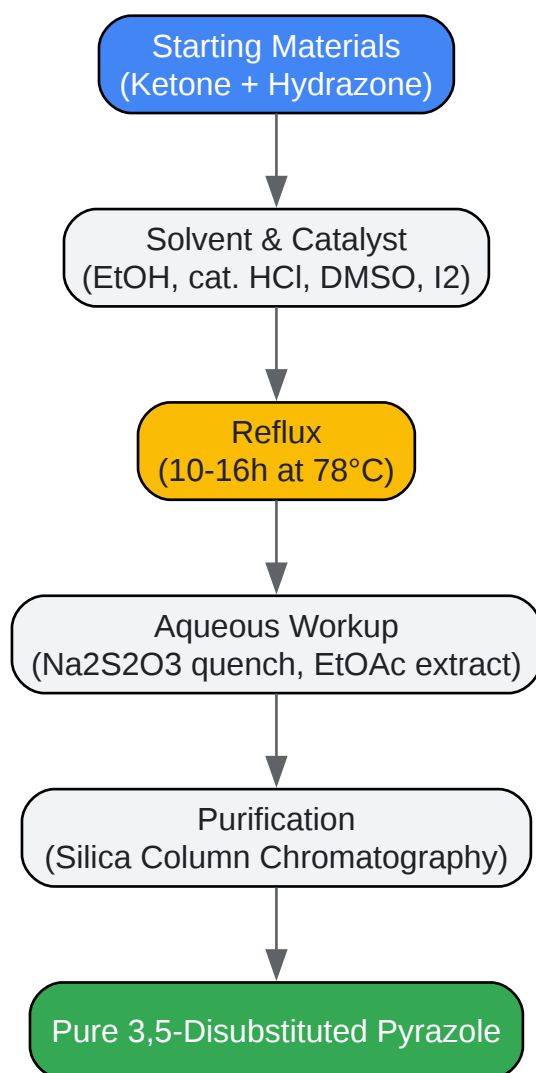 Starting Materials
(Ketone + Hydrazone)
Solvent & Catalyst
(EtOH, cat. HCl, DMSO, I2)
Reflux
(10-16h at 78°C)
Aqueous Workup
(Na2S2O3 quench, EtOAc extract)
Purification
(Silica Column Chromatography)
Pure 3,5-Disubstituted Pyrazole